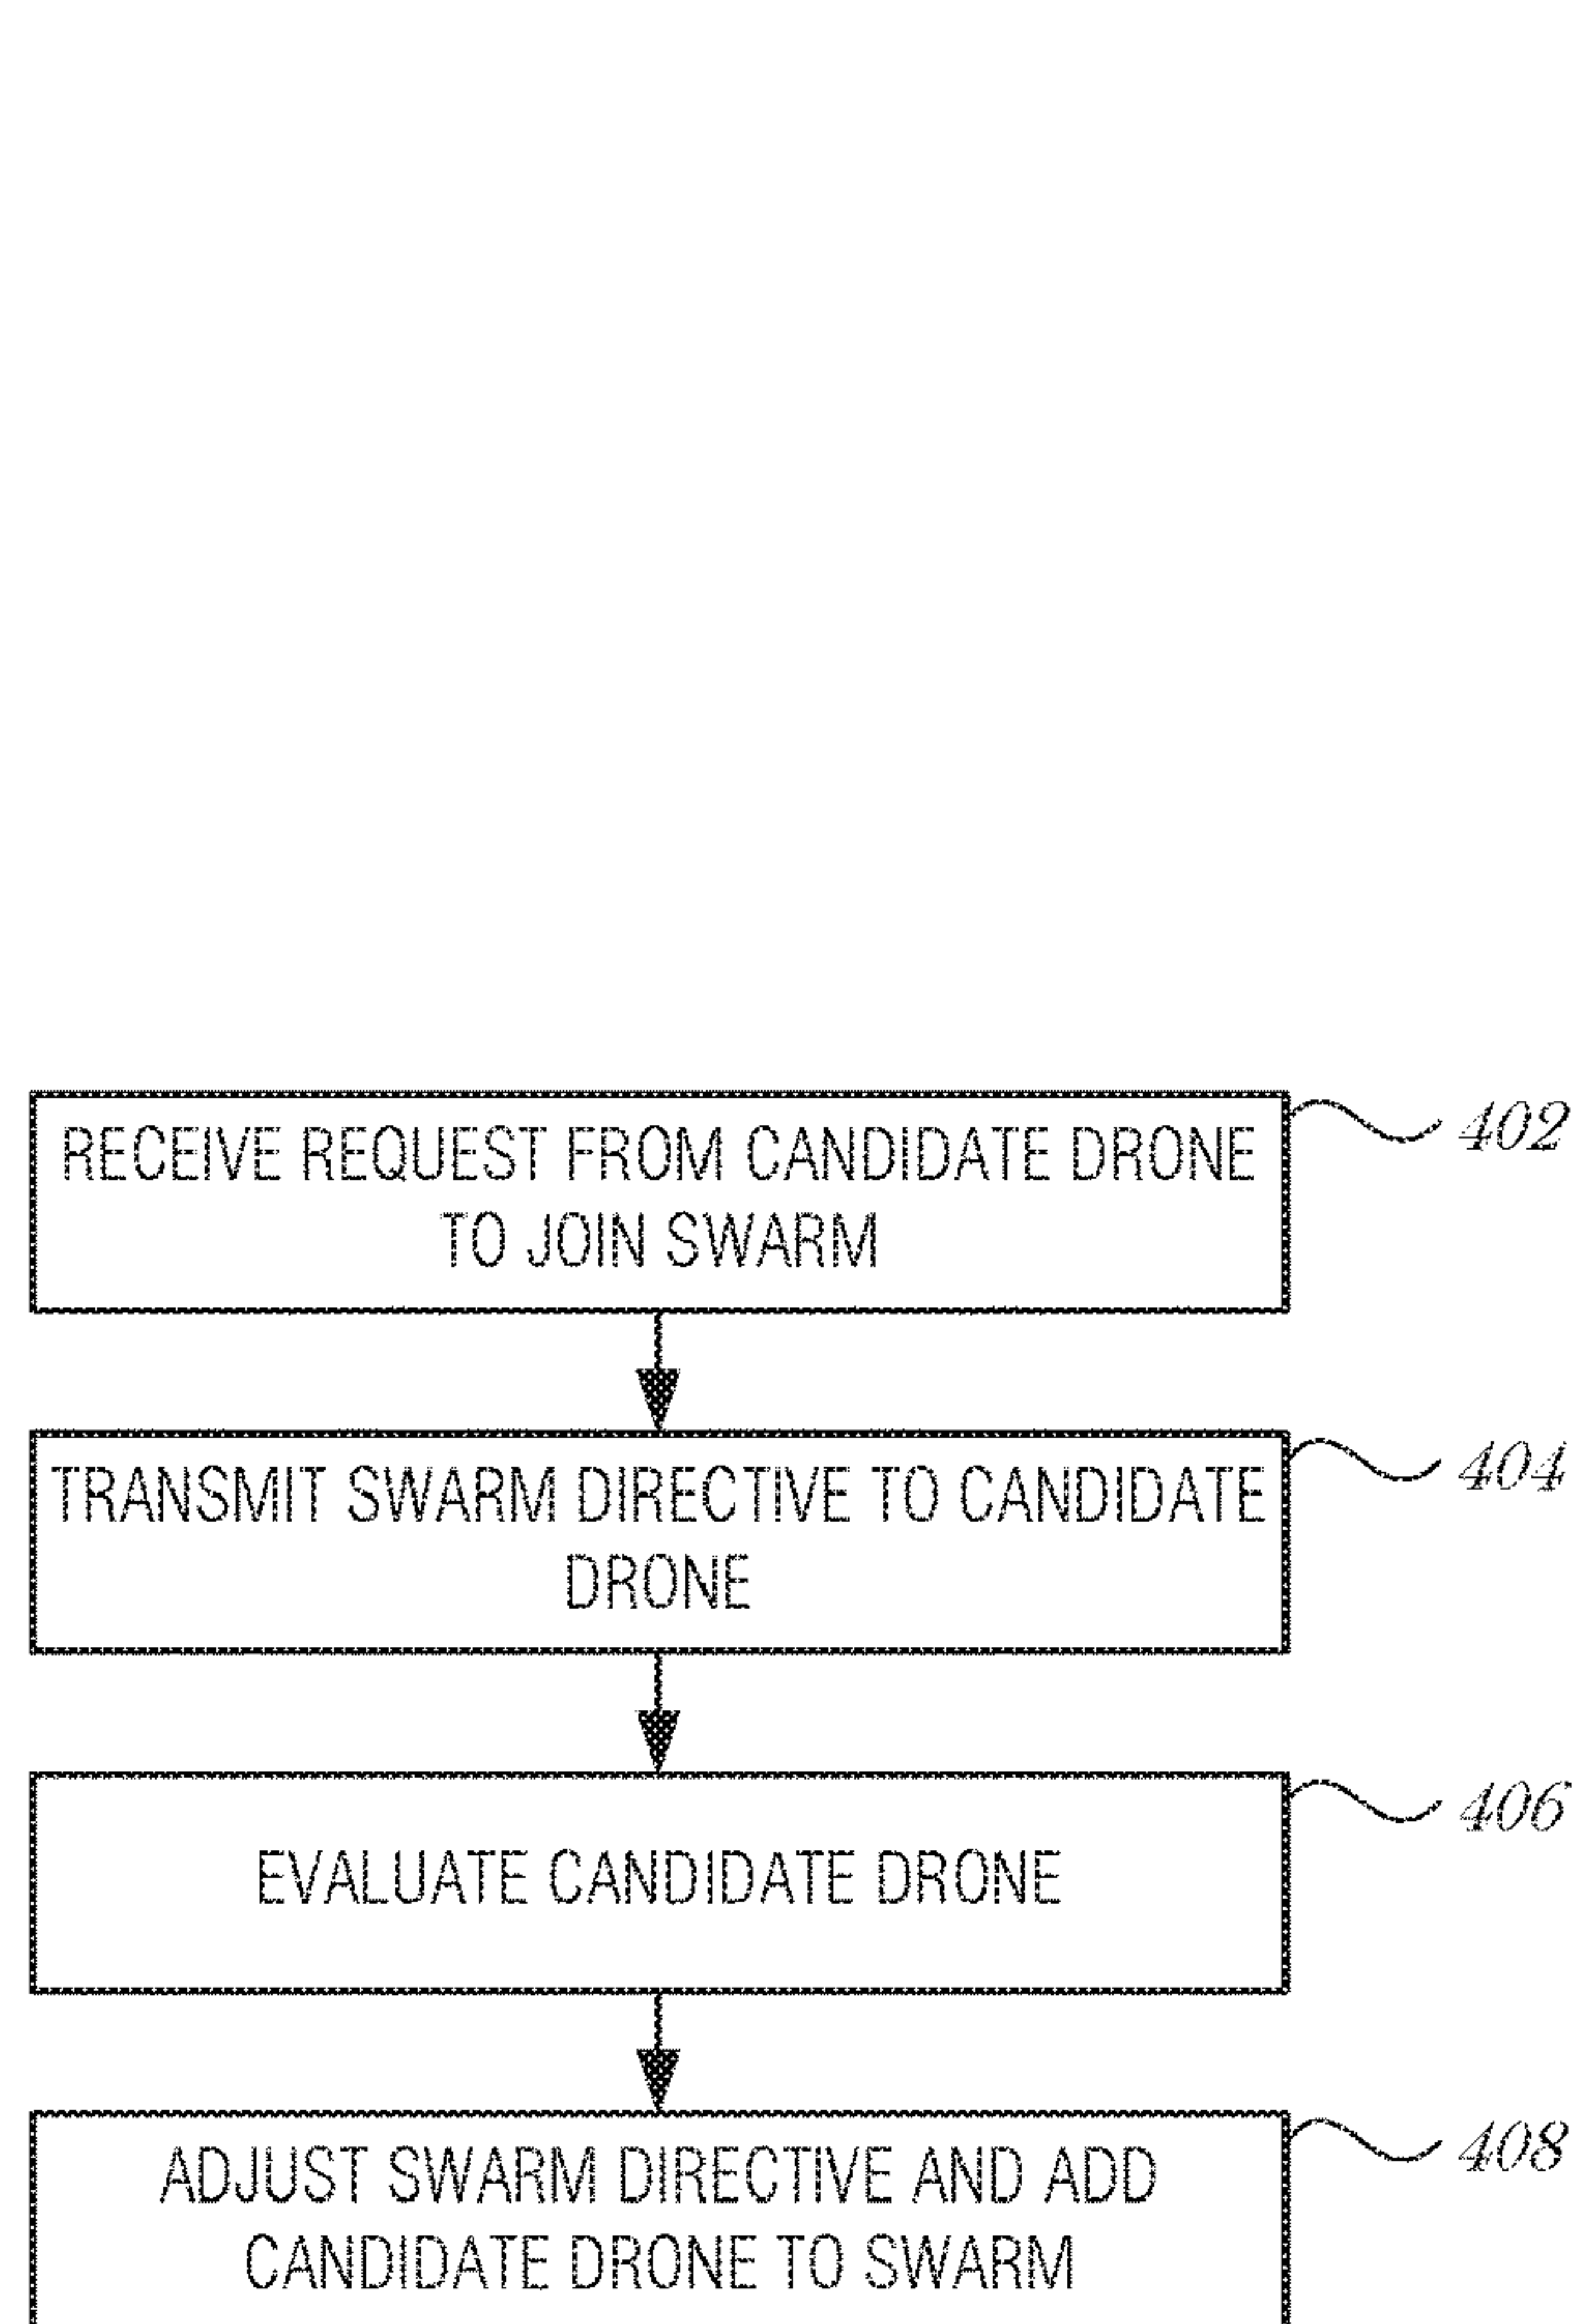 RECEIVE REQUEST FROM CANDIDATE DRONE
TO JOIN SWARM
402
TRANSMIT SWARM DIRECTIVE TO CANDIDATE
DRONE
404
EVALUATE CANDIDATE DRONE
406
ADJUST SWARM DIRECTIVE AND ADD
CANDIDATE DRONE TO SWARM
408